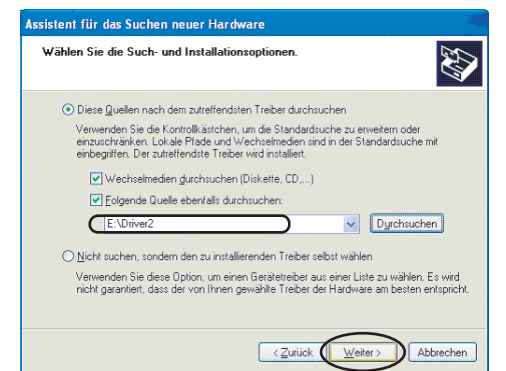 Assistent für das Suchen neuer Hardware
Wählen Sie die Such- und Installationsoptionen.
Diese Quellen nach dem zutreffendsten Treiber durchsuchen
Verwenden Sie die Kontrollkästchen, um die Standardsuche zu erweitern oder
einzuschränken. Lokale Pfade und Wechselmedien sind in der Standardsuche mit
einbegriffen. Der zutreffendste Treiber wird installiert.
Wechselmedien durchsuchen (Diskette, CD,...)
Folgende Quelle ebenfalls durchsuchen:
E:\Driver2
Durchsuchen
Nicht suchen, sondern den zu installierenden Treiber selbst wählen
Verwenden Sie diese Option, um einen Gerätetreiber aus einer Liste zu wählen. Es wird
nicht garantiert, dass der von Ihnen gewählte Treiber der Hardware am besten entspricht.
< Zurück Weiter > Abbrechen